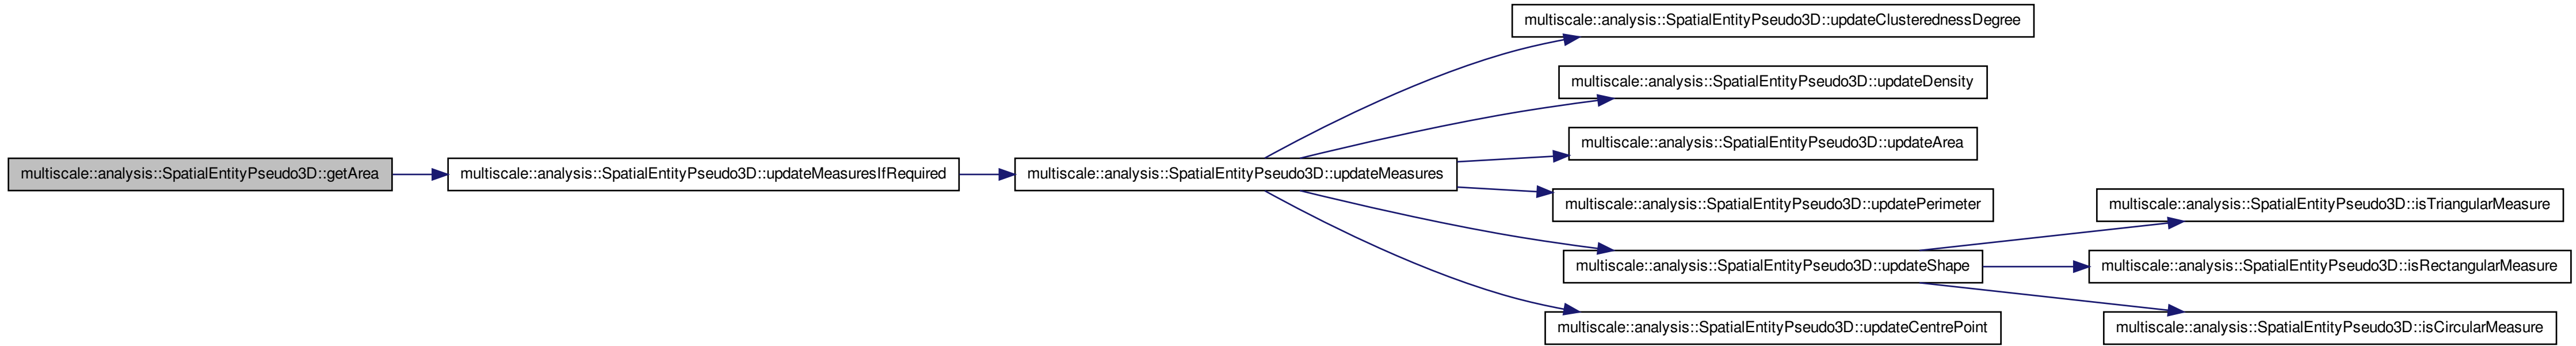 multiscale::analysis::SpatialEntityPseudo3D::getArea
multiscale::analysis::SpatialEntityPseudo3D::updateMeasuresIfRequired
multiscale::analysis::SpatialEntityPseudo3D::updateMeasures
multiscale::analysis::SpatialEntityPseudo3D::updateClusterednessDegree
multiscale::analysis::SpatialEntityPseudo3D::updateDensity
multiscale::analysis::SpatialEntityPseudo3D::updateArea
multiscale::analysis::SpatialEntityPseudo3D::updatePerimeter
multiscale::analysis::SpatialEntityPseudo3D::updateShape
multiscale::analysis::SpatialEntityPseudo3D::updateCentrePoint
multiscale::analysis::SpatialEntityPseudo3D::isTriangularMeasure
multiscale::analysis::SpatialEntityPseudo3D::isRectangularMeasure
multiscale::analysis::SpatialEntityPseudo3D::isCircularMeasure